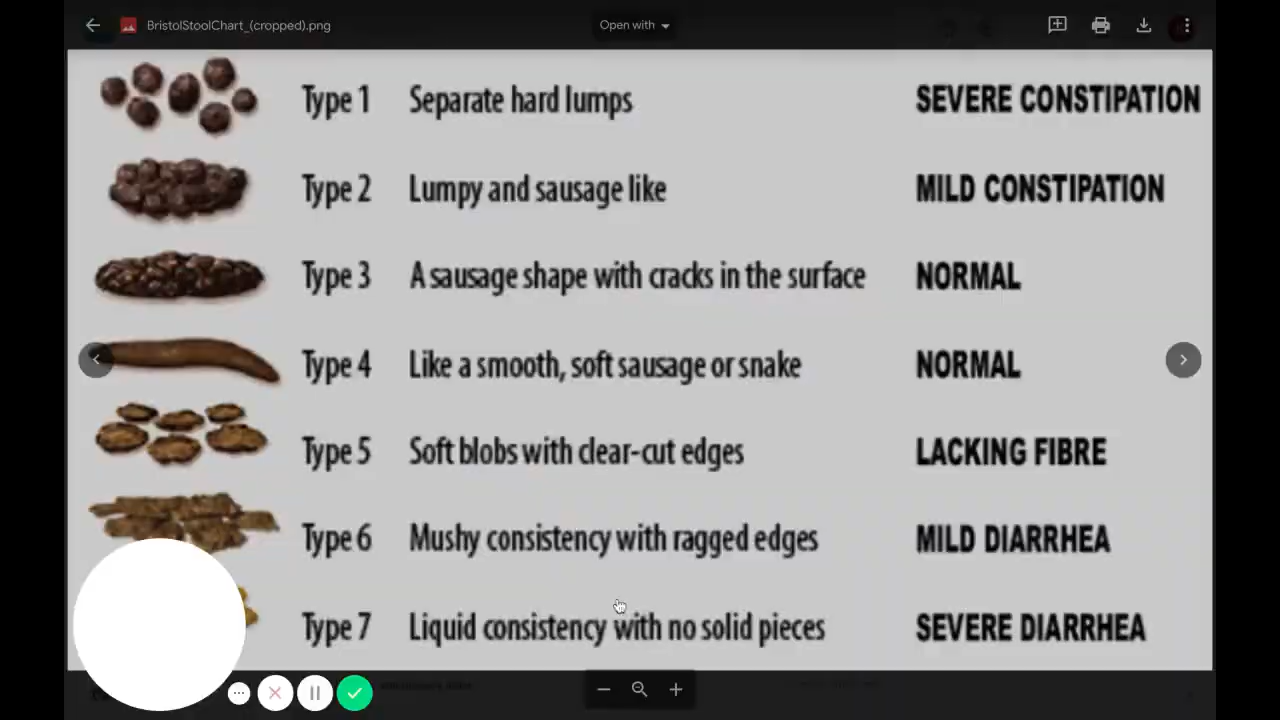 BristolStoolChart_(cropped).png
Open with
Type 1 Separate hard lumps SEVERE CONSTIPATION
Type 2 Lumpy and sausage like MILD CONSTIPATION
Type 3 A sausage shape with cracks in the surface NORMAL
Type 4 Like a smooth, soft sausage or snake NORMAL
Type 5 Soft blobs with clear-cut edges LACKING FIBRE
Type 6 Mushy consistency with ragged edges MILD DIARRHEA
Type 7 Liquid consistency with no solid pieces SEVERE DIARRHEA